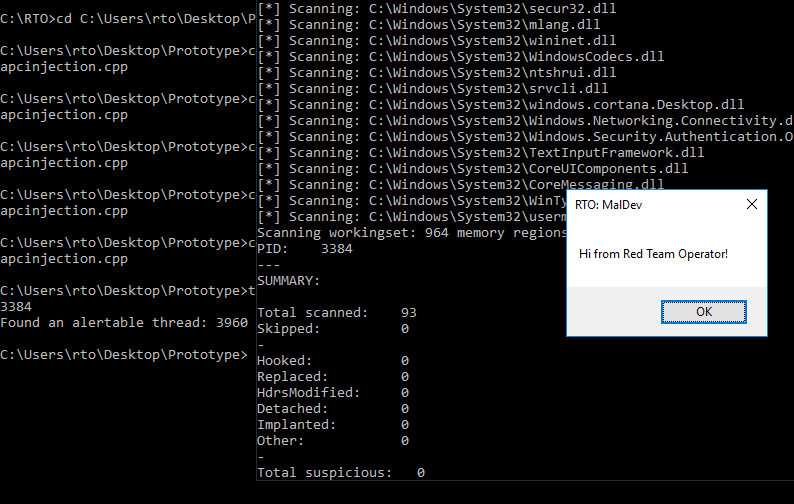 C:\RTO>cd C:\Users\rto\Desktop\P
C:\Users\rto\Desktop\Prototype>c
apcinjection.cpp
C:\Users\rto\Desktop\Prototype>c
apcinjection.cpp
C:\Users\rto\Desktop\Prototype>c
apcinjection.cpp
C:\Users\rto\Desktop\Prototype>c
apcinjection.cpp
C:\Users\rto\Desktop\Prototype>c
apcinjection.cpp
C:\Users\rto\Desktop\Prototype>t
3384
Found an alertable thread: 3960
C:\Users\rto\Desktop\Prototype>
[*] Scanning: C:\Windows\System32\secur32.dll
[*] Scanning: C:\Windows\System32\mlang.dll
[*] Scanning: C:\Windows\System32\wininet.dll
[*] Scanning: C:\Windows\System32\WindowsCodecs.dll
[*] Scanning: C:\Windows\System32\ntshrui.dll
[*] Scanning: C:\Windows\System32\srvcli.dll
[*] Scanning: C:\Windows\System32\windows.cortana.Desktop.dll
[*] Scanning: C:\Windows\System32\Windows.Networking.Connectivity.d
[*] Scanning: C:\Windows\System32\Windows.Security.Authentication.O
[*] Scanning: C:\Windows\System32\TextInputFramework.dll
[*] Scanning: C:\Windows\System32\CoreUIComponents.dll
[*] Scanning: C:\Windows\System32\CoreMessaging.dll
[*] Scanning: C:\Windows\System32\WinTy
[*] Scanning: C:\Windows\System32\userm
Scanning workingset: 964 memory regions
PID:    3384
---
SUMMARY:
Total scanned:    93
Skipped:          0
-
Hooked:           0
Replaced:         0
HdrsModified:     0
Detached:         0
Implanted:        0
Other:            0
-
Total suspicious:   0
RTO: MalDev
Hi from Red Team Operator!
OK